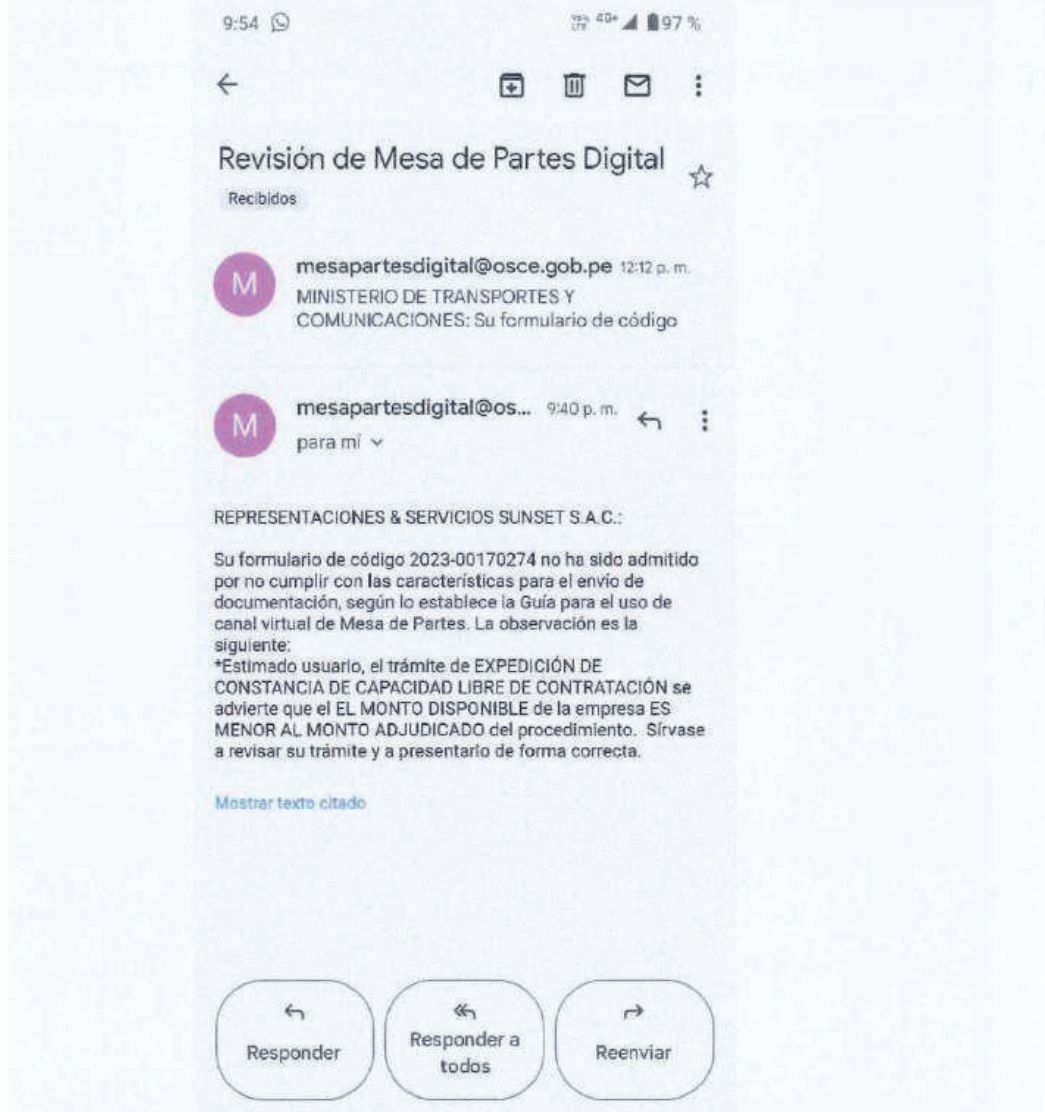 9:54
4G+ 97 %
Revisión de Mesa de Partes Digital
Recibidos
M
mesapartesdigital@osce.gob.pe 12:12 p. m.
MINISTERIO DE TRANSPORTES Y
COMUNICACIONES: Su formulario de código
M
mesapartesdigital@os... 9:40 p. m.
para mí
REPRESENTACIONES & SERVICIOS SUNSET S.A.C.:
Su formulario de código 2023-00170274 no ha sido admitido
por no cumplir con las características para el envío de
documentación, según lo establece la Guía para el uso de
canal virtual de Mesa de Partes. La observación es la
siguiente:
*Estimado usuario, el trámite de EXPEDICIÓN DE
CONSTANCIA DE CAPACIDAD LIBRE DE CONTRATACIÓN se
advierte que el EL MONTO DISPONIBLE de la empresa ES
MENOR AL MONTO ADJUDICADO del procedimiento. Sírvase
a revisar su trámite y a presentarlo de forma correcta.
Mostrar texto citado
Responder
Responder a
todos
Reenviar